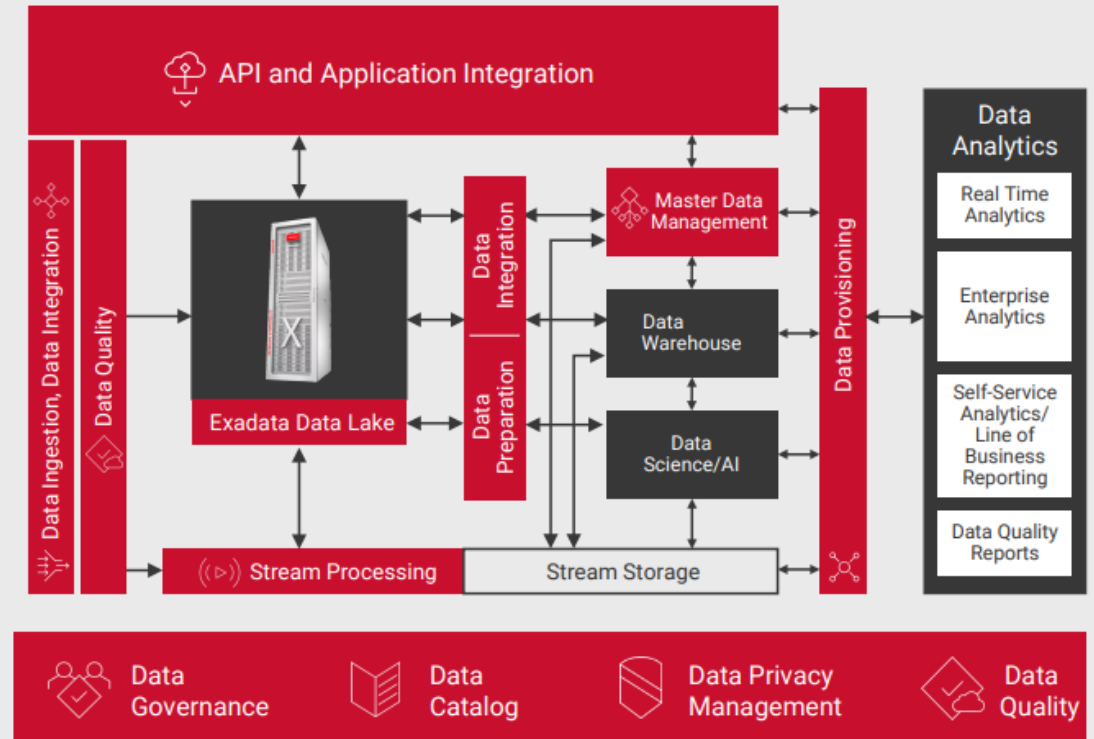 API and Application Integration
Data Ingestion, Data Integration
Data Quality
X
Exadata Data Lake
Data
Integration
Data
Preparation
Master Data
Management
Data
Warehouse
Data
Science/AI
Stream Processing
Stream Storage
Data Provisioning
Data
Analytics
Real Time
Analytics
Enterprise
Analytics
Self-Service
Analytics/
Line of
Business
Reporting
Data Quality
Reports
Data
Governance
Data
Catalog
Data Privacy
Management
Data
Quality